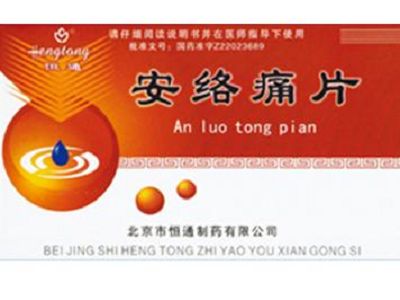 请仔细阅读说明书并在医师指导下使用
批准文号：国药准字Z22023689
Hengtong
恒通
安络痛片
An luo tong pian
北京市恒通制药有限公司
BEI JING SHI HENG TONG ZHI YAO YOU XIAN GONG SI